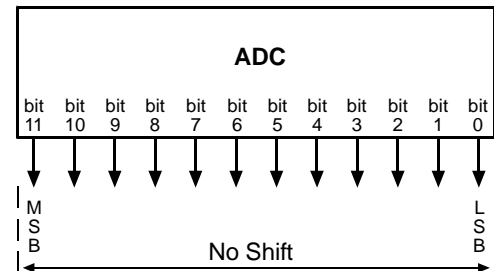 ADC
bit bit bit bit bit bit bit bit bit bit bit bit
11 10 9 8 7 6 5 4 3 2 1 0
M L
S S
B B
No Shift